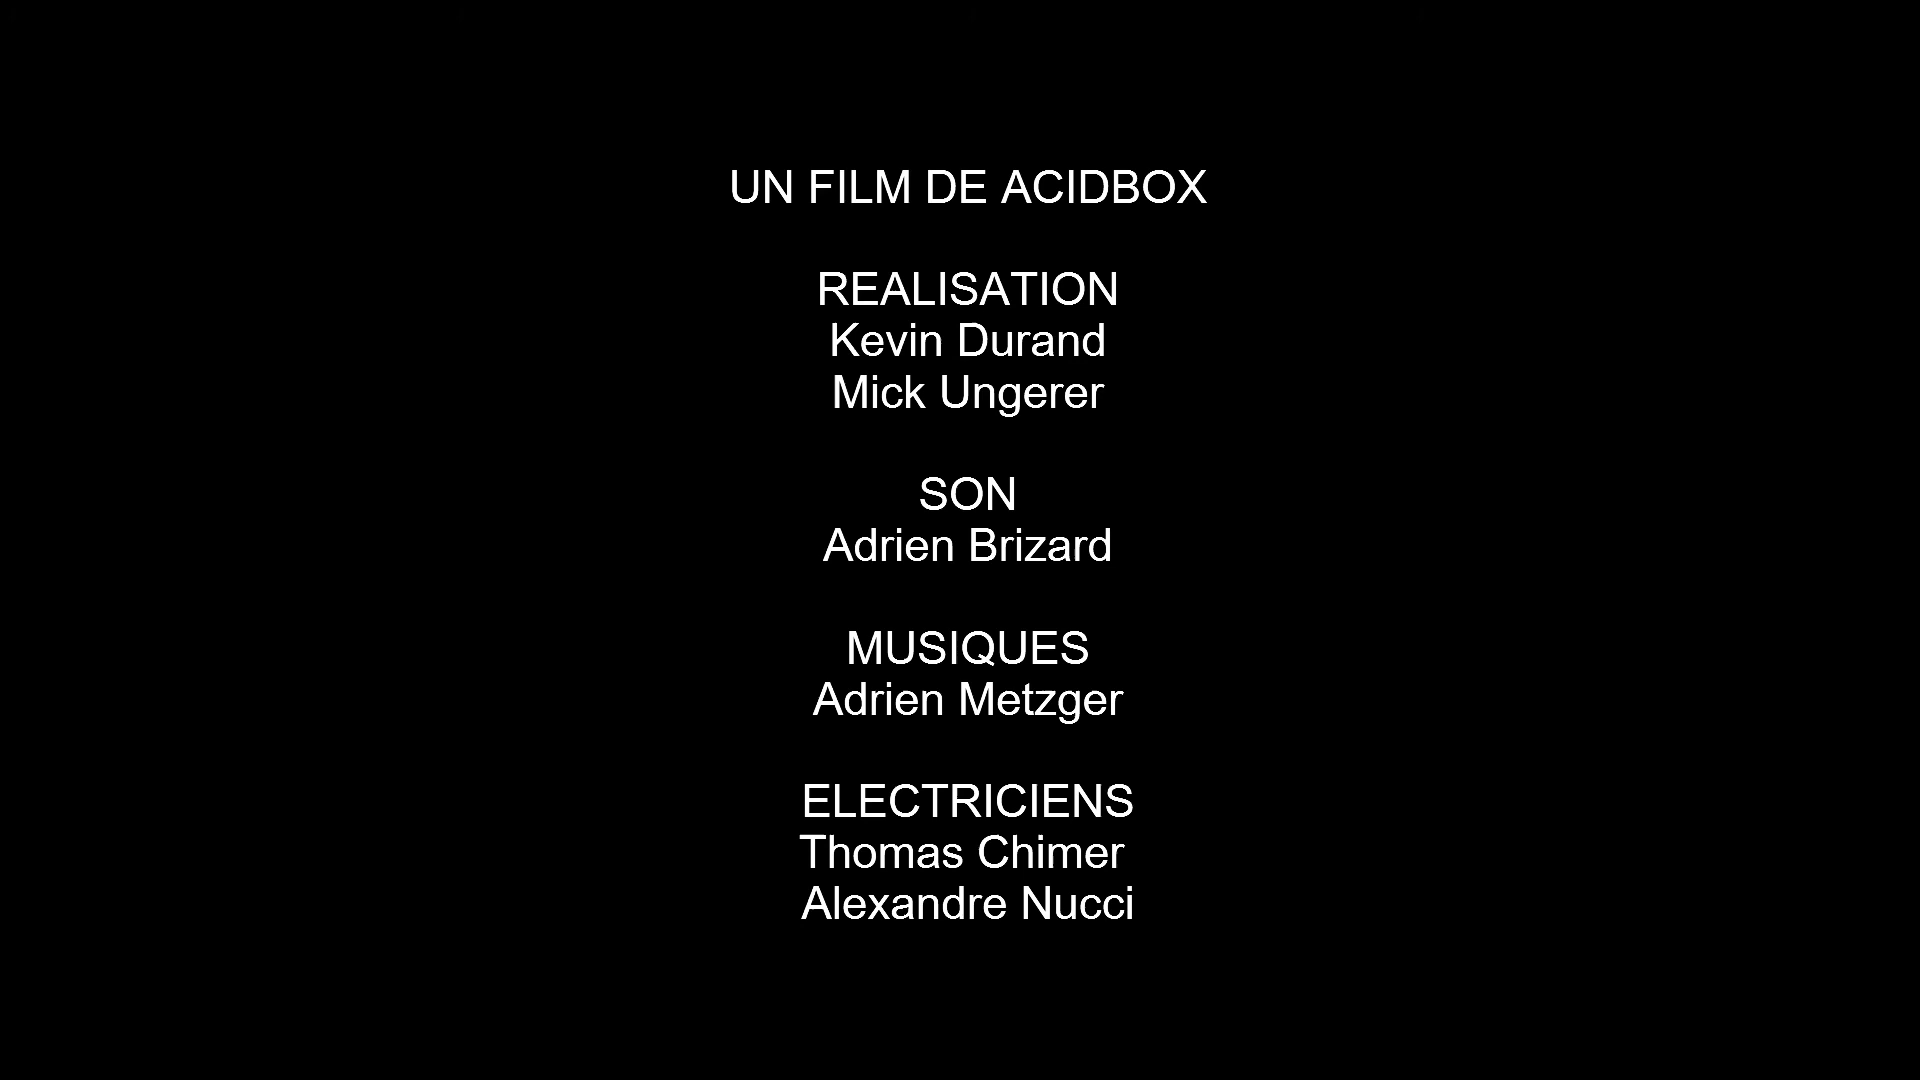 UN FILM DE ACIDBOX
REALISATION
Kevin Durand
Mick Ungerer
SON
Adrien Brizard
MUSIQUES
Adrien Metzger
ELECTRICIENS
Thomas Chimer
Alexandre Nucci